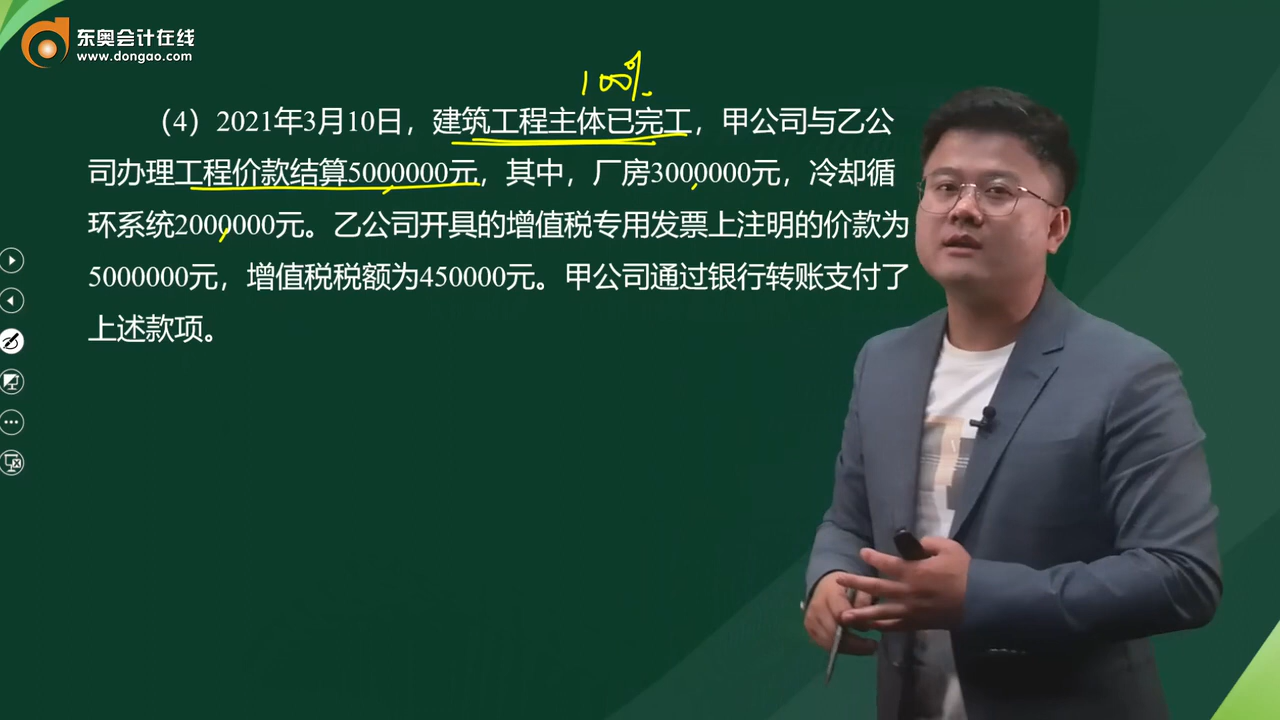 东奥会计在线
www.dongao.com
100%
（4）2021年3月10日，建筑工程主体已完工，甲公司与乙公
司办理工程价款结算5000000元，其中，厂房3000000元，冷却循
环系统2000000元。乙公司开具的增值税专用发票上注明的价款为
5000000元，增值税税额为450000元。甲公司通过银行转账支付了
上述款项。